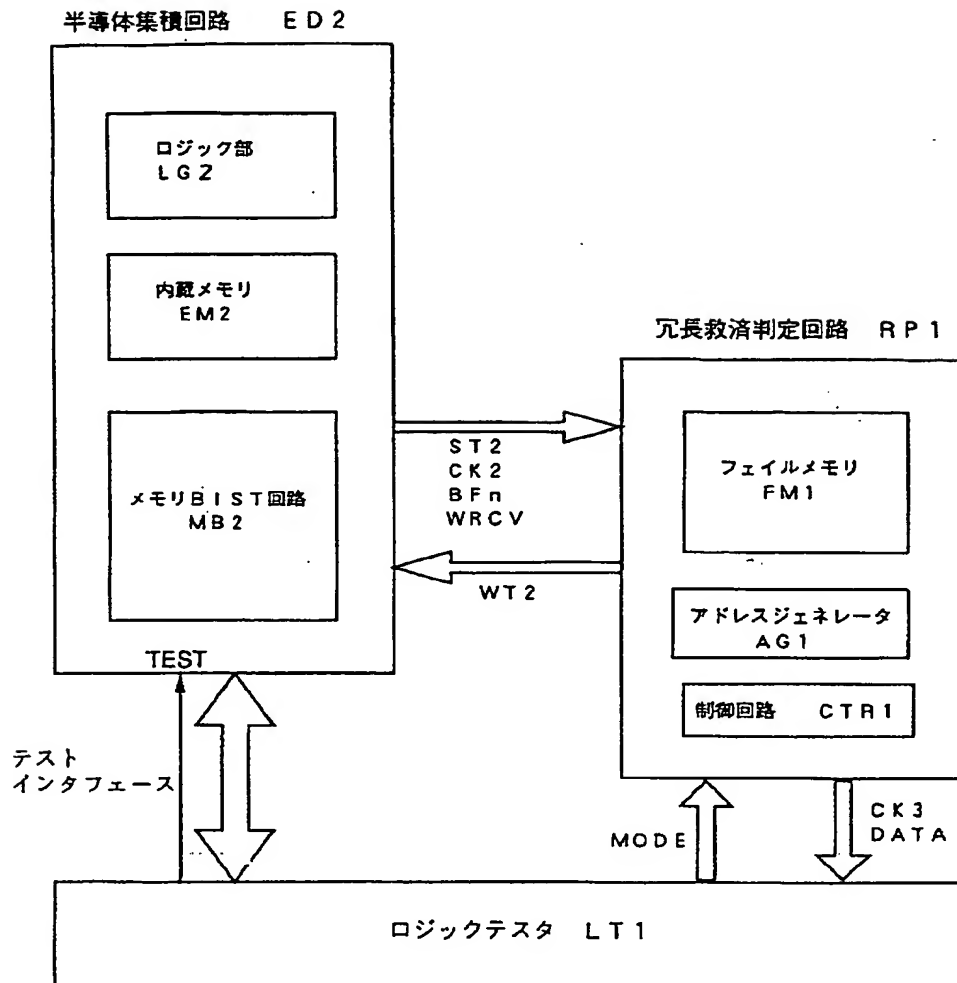 半導体集積回路 ED2
ロジック部
LG2
内蔵メモリ
EM2
メモリBIST回路
MB2
TEST
冗長救済判定回路 RP1
フェイルメモリ
FM1
アドレスジェネレータ
AG1
制御回路 CTR1
ST2
CK2
BFn
WRCV
WT2
テスト
インタフェース
MODE
CK3
DATA
ロジックテスタ LT1